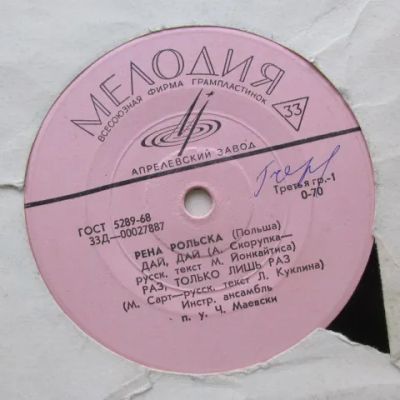 МЕЛОДИЯ
ВСЕСОЮЗНАЯ ФИРМА ГРАМПЛАСТИНОК
33
АПРЕЛЕВСКИЙ ЗАВОД
Третья гр.-1
0-70
ГОСТ 5289-68
33Д—00027887
РЕНА РОЛЬСКА (Польша)
ДАЙ, ДАЙ (А. Скорупка—
русск. текст М. Йонкайтиса)
РАЗ, ТОЛЬКО ЛИШЬ РАЗ
(М. Сарт—русск. текст Л. Куклина)
Инстр. ансамбль
п. у. Ч. Маевски